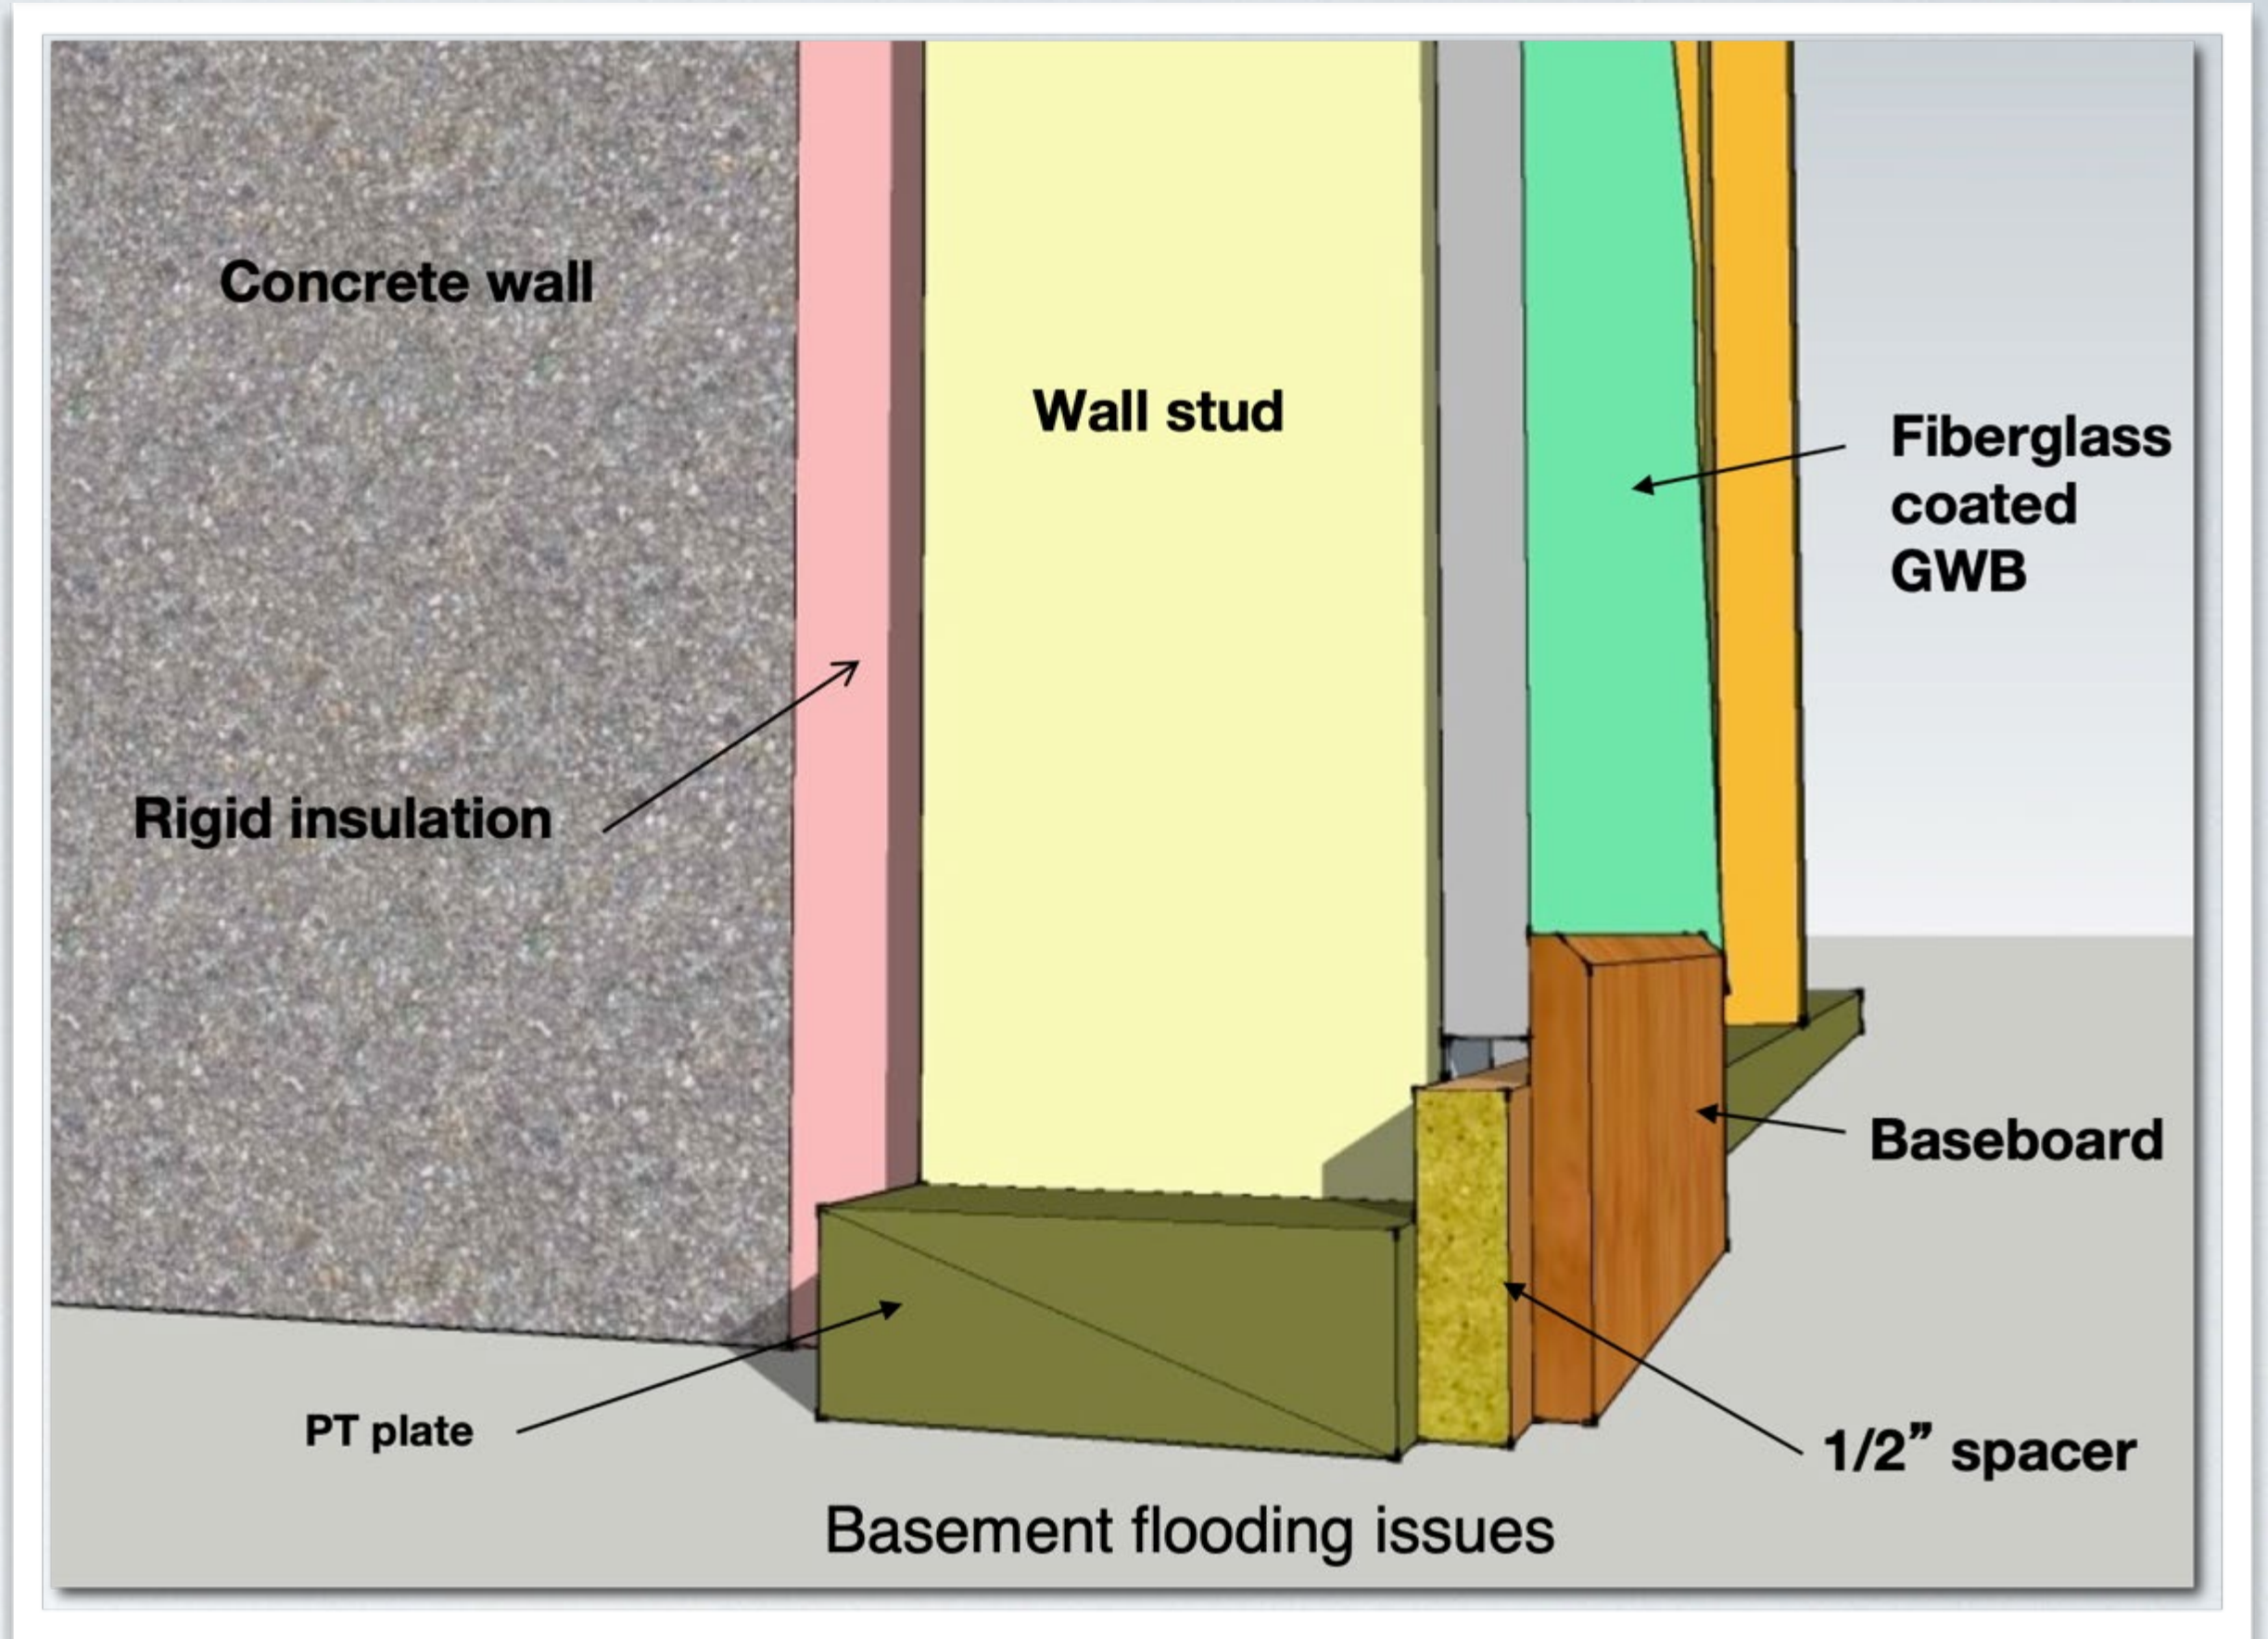 Concrete wall
Wall stud
Fiberglass
coated
GWB
Rigid insulation
Baseboard
PT plate
1/2” spacer
Basement flooding issues